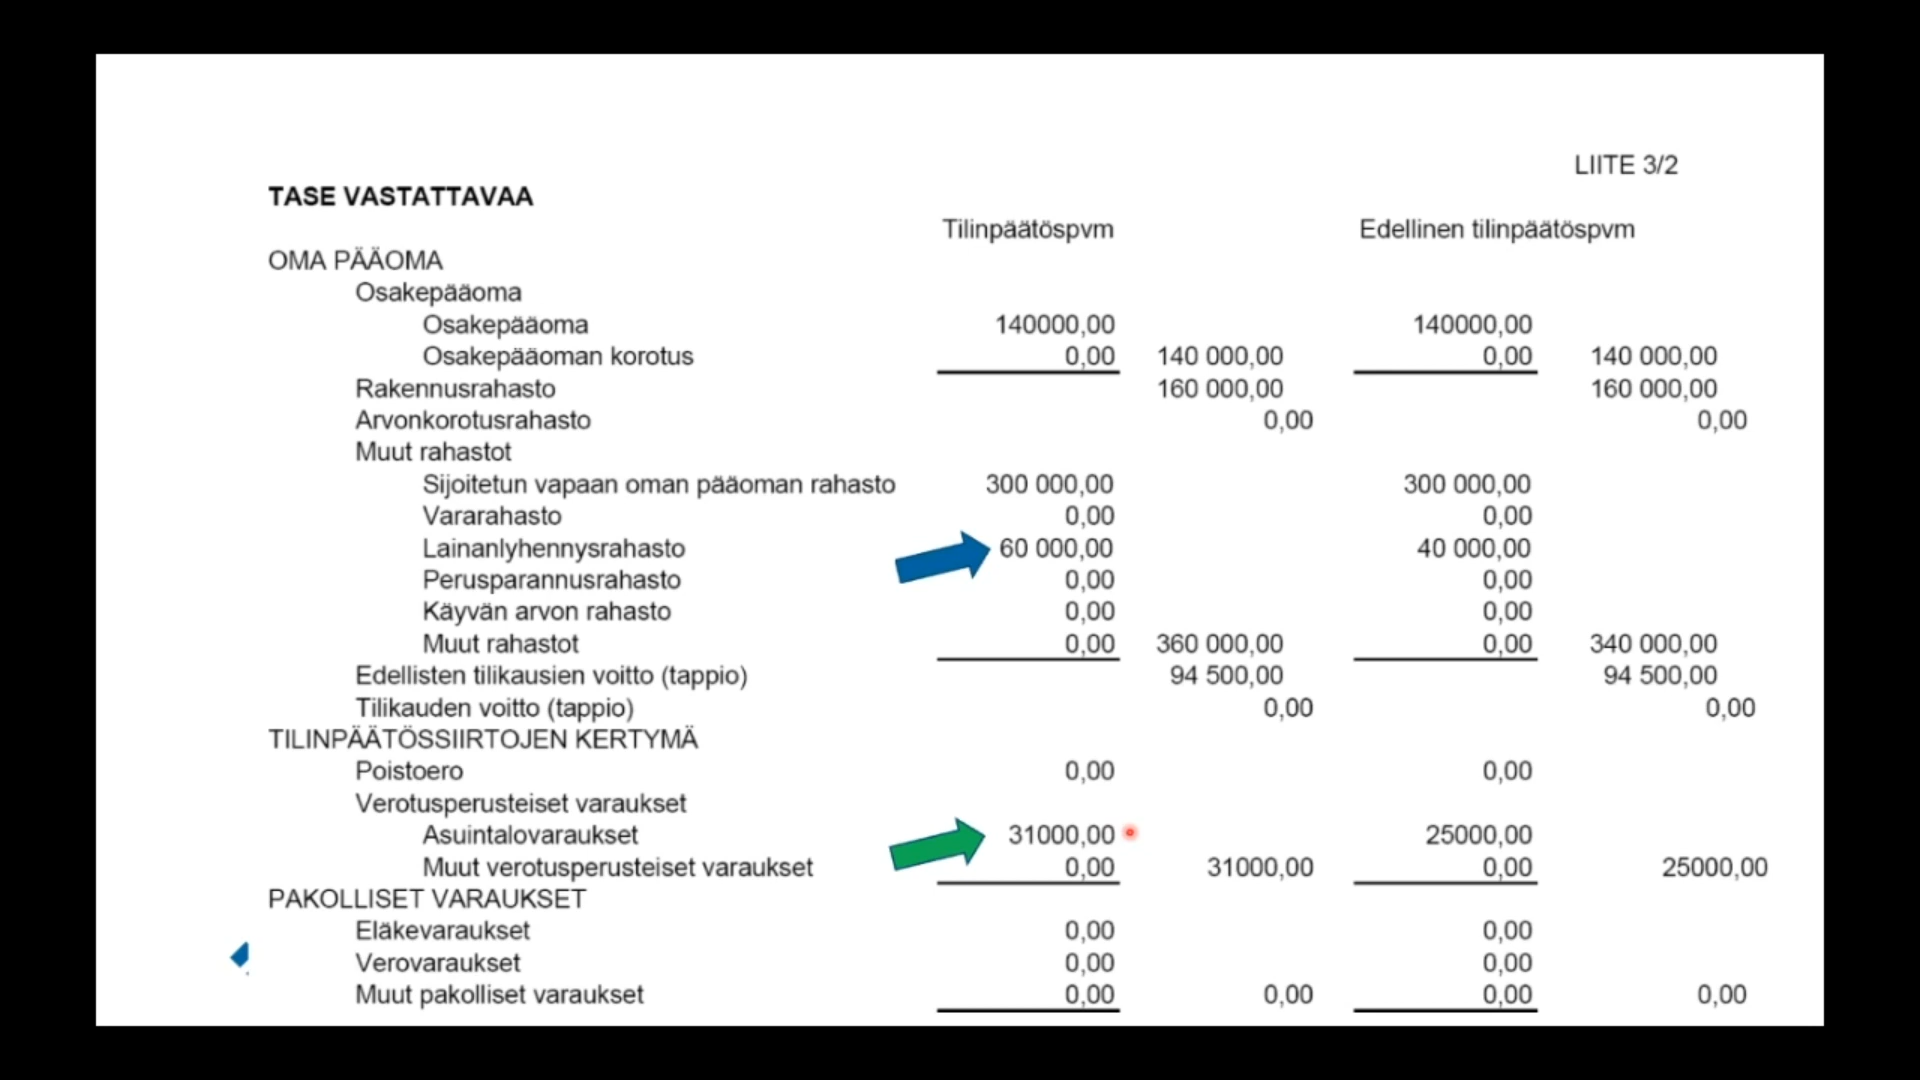 LIITE 3/2
TASE VASTATTAVAA
Tilinpäätöspvm Edellinen tilinpäätöspvm
OMA PÄÄOMA
Osakepääoma
Osakepääoma 140000,00 140000,00
Osakepääoman korotus 0,00 140 000,00 0,00 140 000,00
Rakennusrahasto 160 000,00 160 000,00
Arvonkorotusrahasto 0,00 0,00
Muut rahastot
Sijoitetun vapaan oman pääoman rahasto 300 000,00 300 000,00
Vararahasto 0,00 0,00
Lainanlyhennysrahasto 60 000,00 40 000,00
Perusparannusrahasto 0,00 0,00
Käyvän arvon rahasto 0,00 0,00
Muut rahastot 0,00 360 000,00 0,00 340 000,00
Edellisten tilikausien voitto (tappio) 94 500,00 94 500,00
Tilikauden voitto (tappio) 0,00 0,00
TILINPÄÄTÖSSIIRTOJEN KERTYMÄ
Poistoero 0,00 0,00
Verotusperusteiset varaukset
Asuintalovaraukset 31000,00 25000,00
Muut verotusperusteiset varaukset 0,00 31000,00 0,00 25000,00
PAKOLLISET VARAUKSET
Eläkevaraukset 0,00 0,00
Verovaraukset 0,00 0,00
Muut pakolliset varaukset 0,00 0,00 0,00 0,00